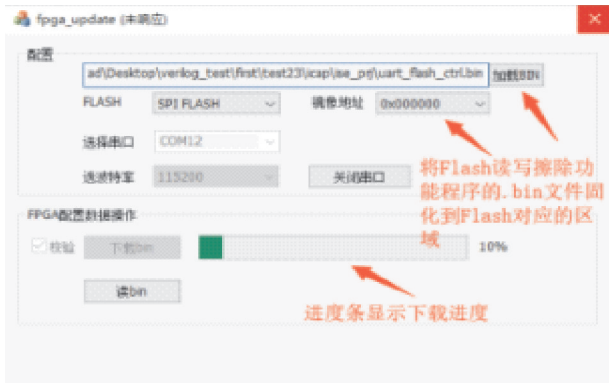 fpga_update (未响应)
配置
ad\Desktop\verilog_test\first\test23\icap\ise_prj\uart_flash_ctrl.bin 加载BIN
FLASH SPI FLASH 镜像地址 0x000000
选择串口 COM12
选波特率 115200 关闭串口
将Flash读写擦除功
能程序的.bin文件固
化到Flash对应的区
域
FPGA配置数据操作
校验 下载bin 10%
读bin
进度条显示下载进度